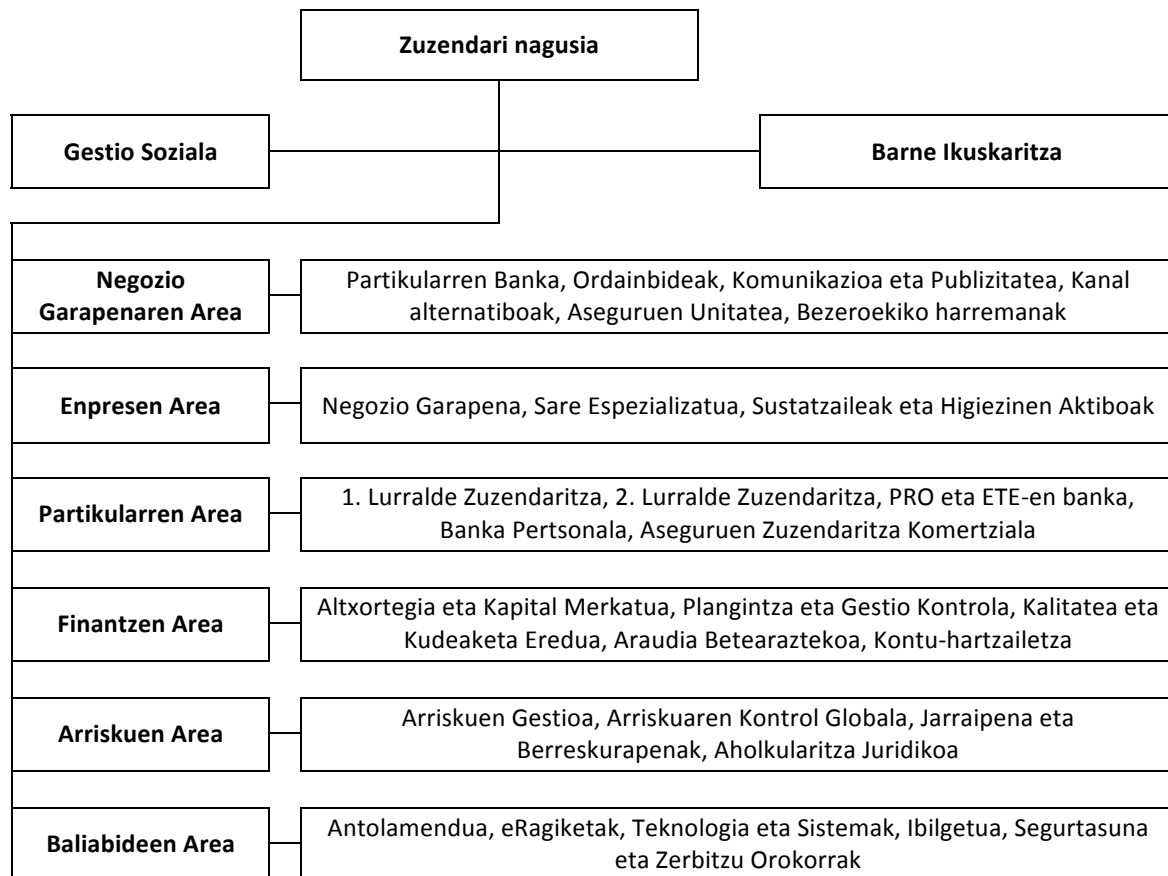 Zuzendari nagusia
Gestio Soziala
Barne Ikuskaritza
Negozio
Garapenaren Area
Partikularren Banka, Ordainbideak, Komunikazioa eta Publizitatea, Kanal
alternatiboak, Aseguruen Unitatea, Bezeroekiko harremanak
Enpresen Area
Negozio Garapena, Sare Espezializatua, Sustatzaileak eta Higiezinen Aktiboak
Partikularren Area
1. Lurralde Zuzendaritza, 2. Lurralde Zuzendaritza, PRO eta ETE-en banka,
Banka Pertsonala, Aseguruen Zuzendaritza Komertziala
Finantzen Area
Altxortegia eta Kapital Merkatua, Plangintza eta Gestio Kontrola, Kalitatea eta
Kudeaketa Eredua, Araudia Betearaztekoa, Kontu-hartzailetza
Arriskuen Area
Arriskuen Gestioa, Arriskuaren Kontrol Globala, Jarraipena eta
Berreskurapenak, Aholkularitza Juridikoa
Baliabideen Area
Antolamendua, eRagiketak, Teknologia eta Sistemak, Ibilgetua, Segurtasuna
eta Zerbitzu Orokorrak